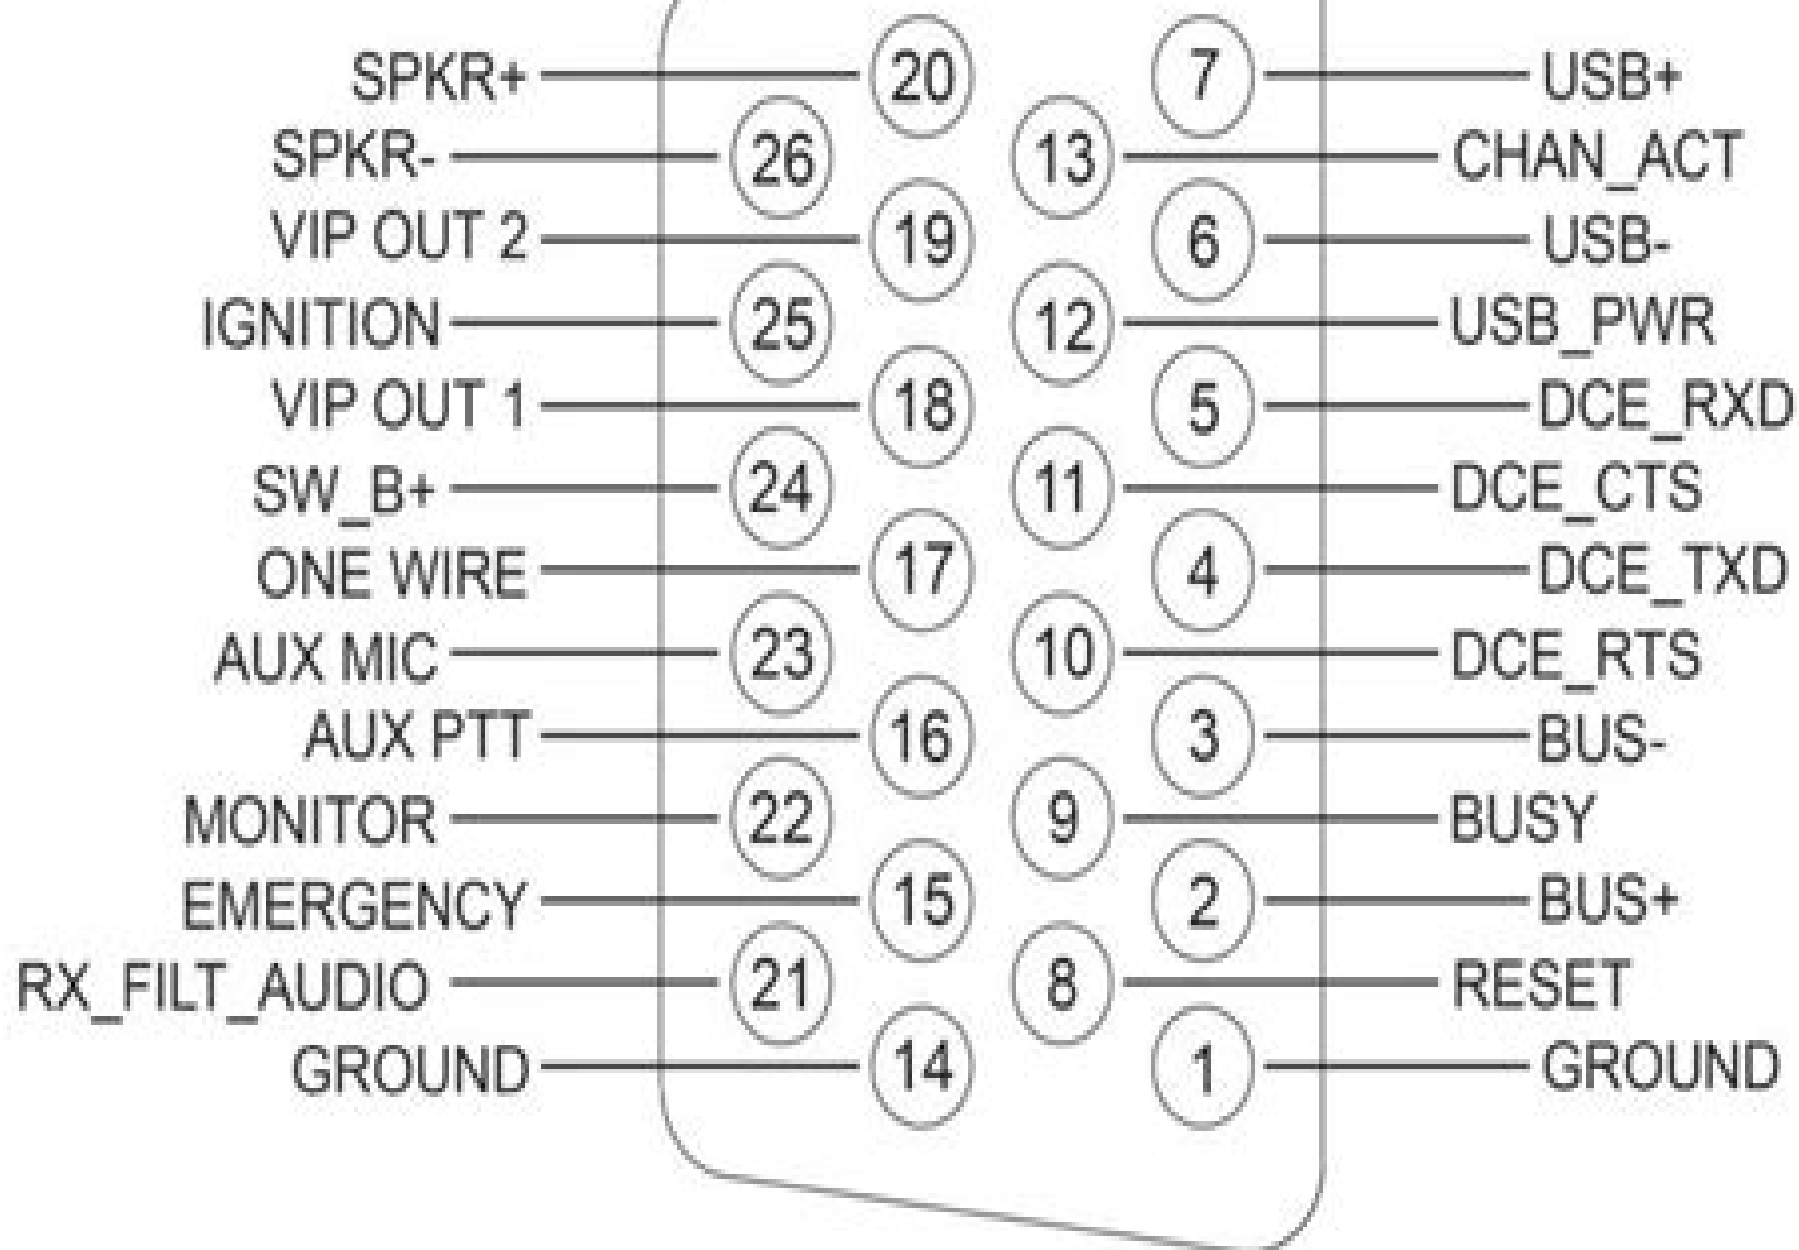 SPKR+ 20 7 USB+
SPKR- 26 13 CHAN_ACT
VIP OUT 2 19 6 USB-
IGNITION 25 12 USB_PWR
VIP OUT 1 18 5 DCE_RXD
SW_B+ 24 11 DCE_CTS
ONE WIRE 17 4 DCE_TXD
AUX MIC 23 10 DCE_RTS
AUX PTT 16 3 BUS-
MONITOR 22 9 BUSY
EMERGENCY 15 2 BUS+
RX_FILT_AUDIO 21 8 RESET
GROUND 14 1 GROUND